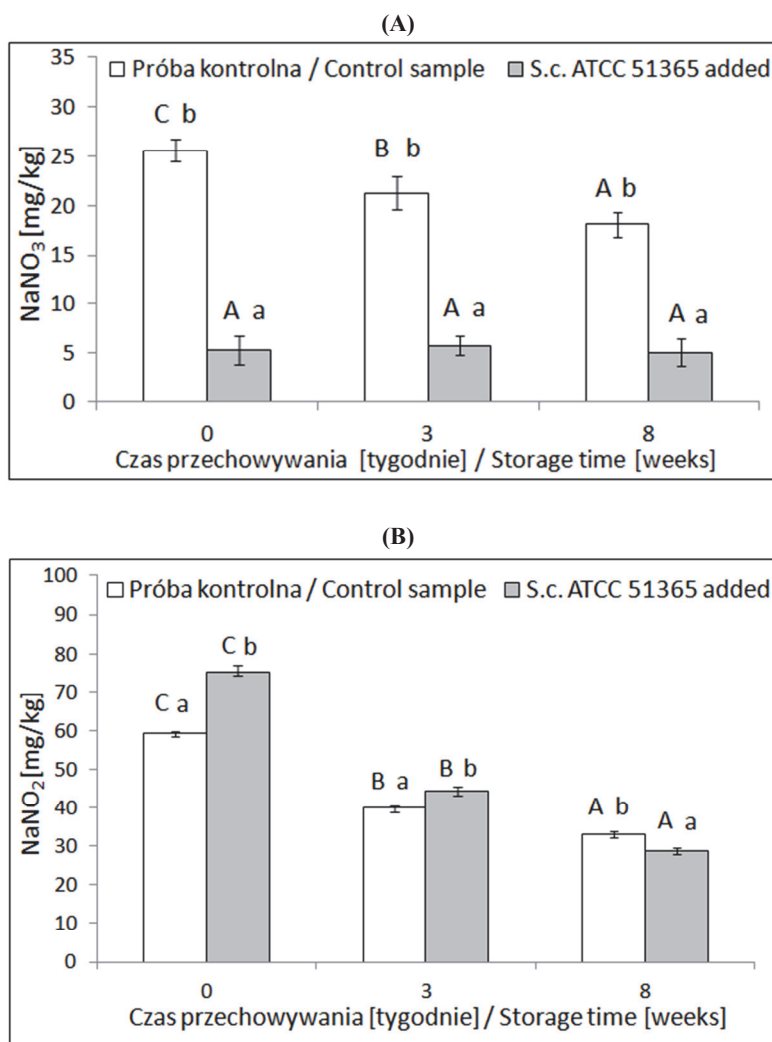 (A)
Próba kontrolna / Control sample S.c. ATCC 51365 added
35
30
25
20
15
10
5
0
NaNO₃ [mg/kg]
C b
B b
A b
A a
A a
A a
0 3 8
Czas przechowywania [tygodnie] / Storage time [weeks]
(B)
Próba kontrolna / Control sample S.c. ATCC 51365 added
100
90
80
70
60
50
40
30
20
10
0
NaNO₂ [mg/kg]
C a
C b
B a
B b
A b
A a
0 3 8
Czas przechowywania [tygodnie] / Storage time [weeks]